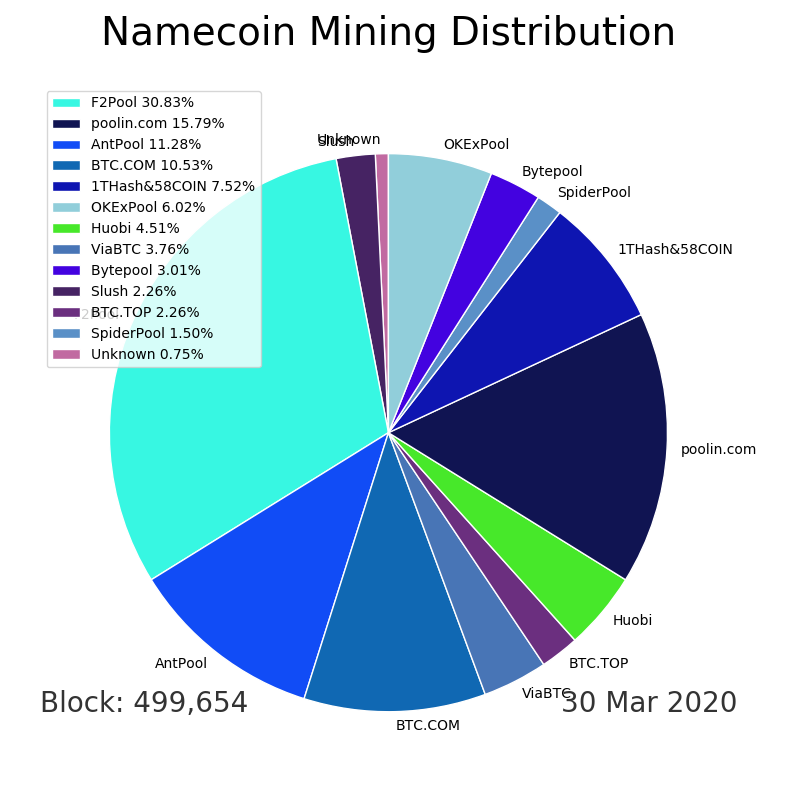 Namecoin Mining Distribution
F2Pool 30.83%
poolin.com 15.79%
AntPool 11.28%
BTC.COM 10.53%
1THash&58COIN 7.52%
OKExPool 6.02%
Huobi 4.51%
ViaBTC 3.76%
Bytepool 3.01%
Slush 2.26%
BTC.TOP 2.26%
SpiderPool 1.50%
Unknown 0.75%
Unknown
Slush
OKExPool
Bytepool
SpiderPool
1THash&58COIN
F2Pool
poolin.com
Huobi
BTC.TOP
AntPool
ViaBTC
BTC.COM
Block: 499,654
30 Mar 2020